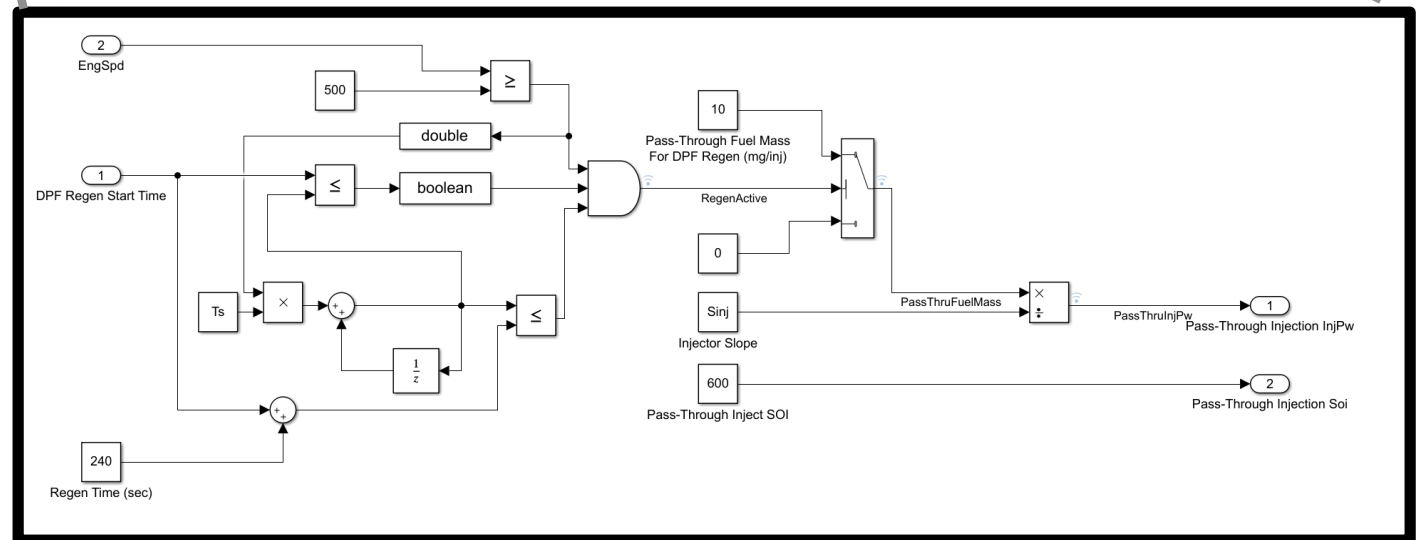 2
EngSpd
500
≥
double
10
Pass-Through Fuel Mass
For DPF Regen (mg/inj)
1
DPF Regen Start Time
≤
boolean
RegenActive
0
Ts
×
+
+
≤
Sinj
Injector Slope
PassThruFuelMass
×
÷
PassThruInjPw
1
Pass-Through Injection InjPw
1
z
600
Pass-Through Inject SOI
2
Pass-Through Injection Soi
+
+
240
Regen Time (sec)